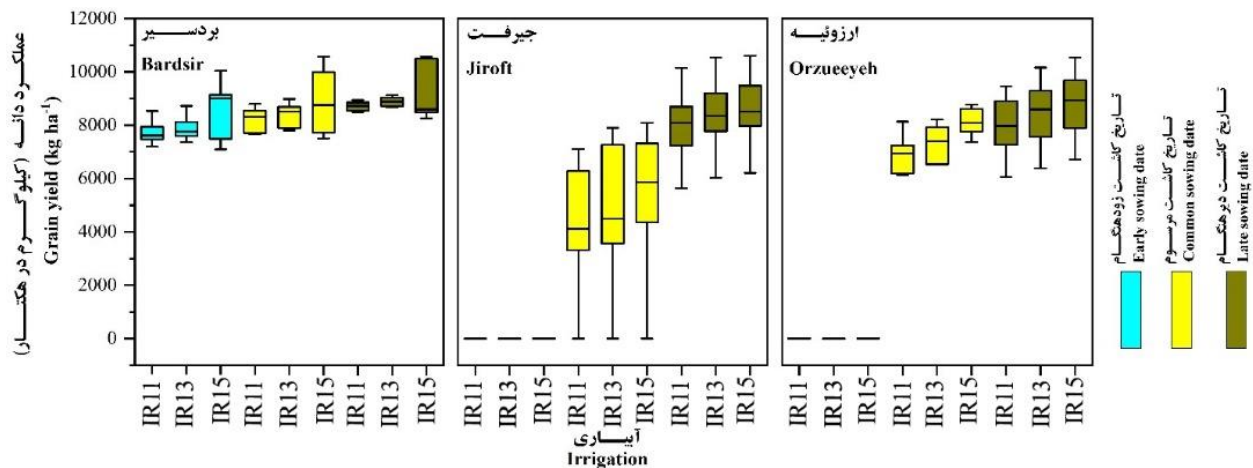 عملکرد دانه (کیلوگرم در هکتار)
Grain yield (kg ha-1)
12000
10000
8000
6000
4000
2000
0
بردسیر
Bardsir
جیرفت
Jiroft
ارزوئیه
Orzueeyeh
IR11 IR13 IR15 IR11 IR13 IR15 IR11 IR13 IR15
IR11 IR13 IR15 IR11 IR13 IR15 IR11 IR13 IR15
IR11 IR13 IR15 IR11 IR13 IR15 IR11 IR13 IR15
آبیاری
Irrigation
تاریخ کاشت زودهنگام
Early sowing date
تاریخ کاشت مرسوم
Common sowing date
تاریخ کاشت دیرهنگام
Late sowing date